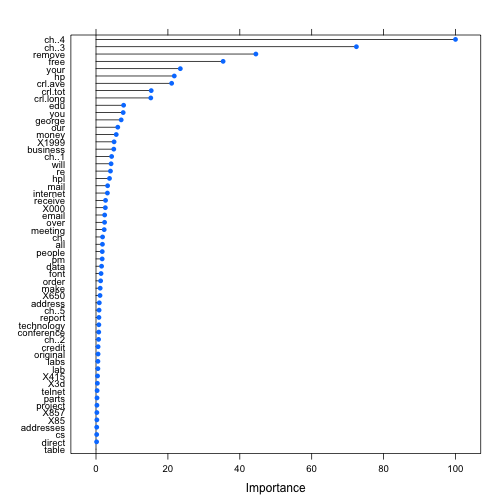 ch..4
ch..3
remove
free
your
hp
crl.ave
crl.tot
crl.long
edu
you
george
our
money
X1999
business
ch..1
will
re
hpl
mail
internet
receive
X000
email
over
meeting
ch.
all
people
pm
data
font
order
make
X650
address
ch..5
report
technology
conference
ch..2
credit
original
labs
lab
X415
X3d
telnet
parts
project
X857
X85
addresses
cs
direct
table
0 20 40 60 80 100
Importance